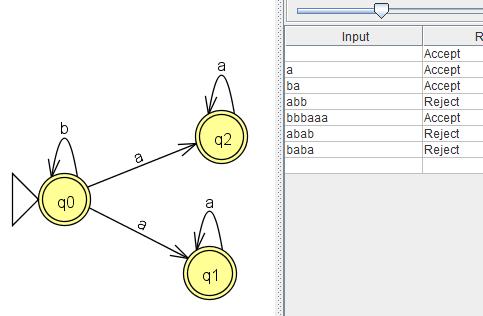 Input R
Accept
a Accept
ba Accept
abb Reject
bbbaaa Accept
abab Reject
baba Reject
a
q2
b
a
q0
a
a
q1